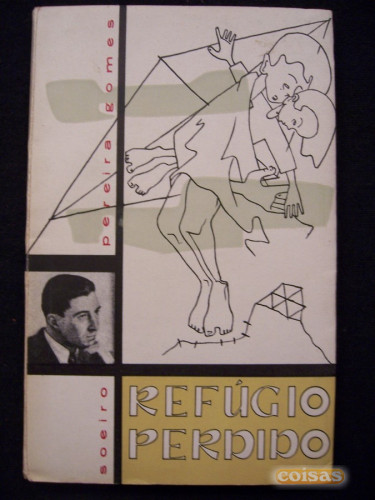 soeiro pereira gomes
REFÚGIO
PERDIDO
coisas